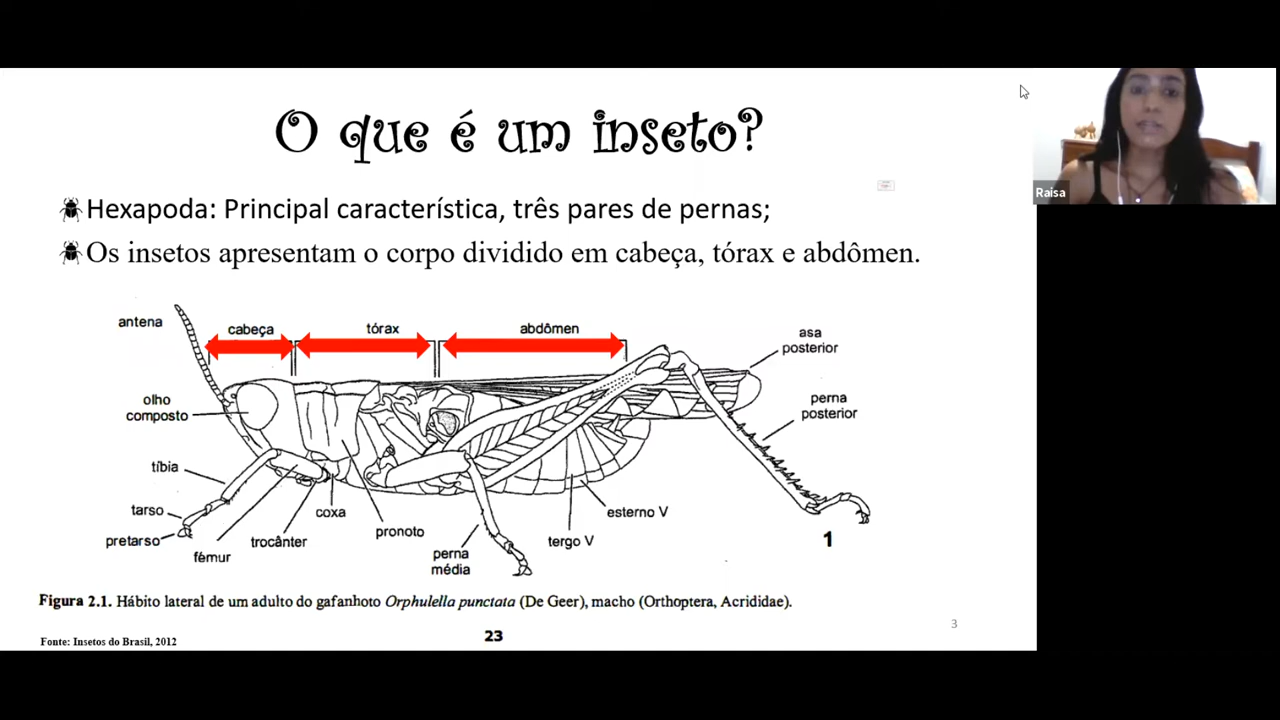 O que é um inseto?
Raisa
Hexapoda: Principal característica, três pares de pernas;
Os insetos apresentam o corpo dividido em cabeça, tórax e abdômen.
antena
cabeça
tórax
abdômen
asa
posterior
olho
composto
perna
posterior
tíbia
tarso
pretarso
fêmur
trocânter
coxa
pronoto
perna
média
tergo V
esterno V
1
Figura 2.1. Hábito lateral de um adulto do gafanhoto Orphulella punctata (De Geer), macho (Orthoptera, Acrididae).
3
Fonte: Insetos do Brasil, 2012
23